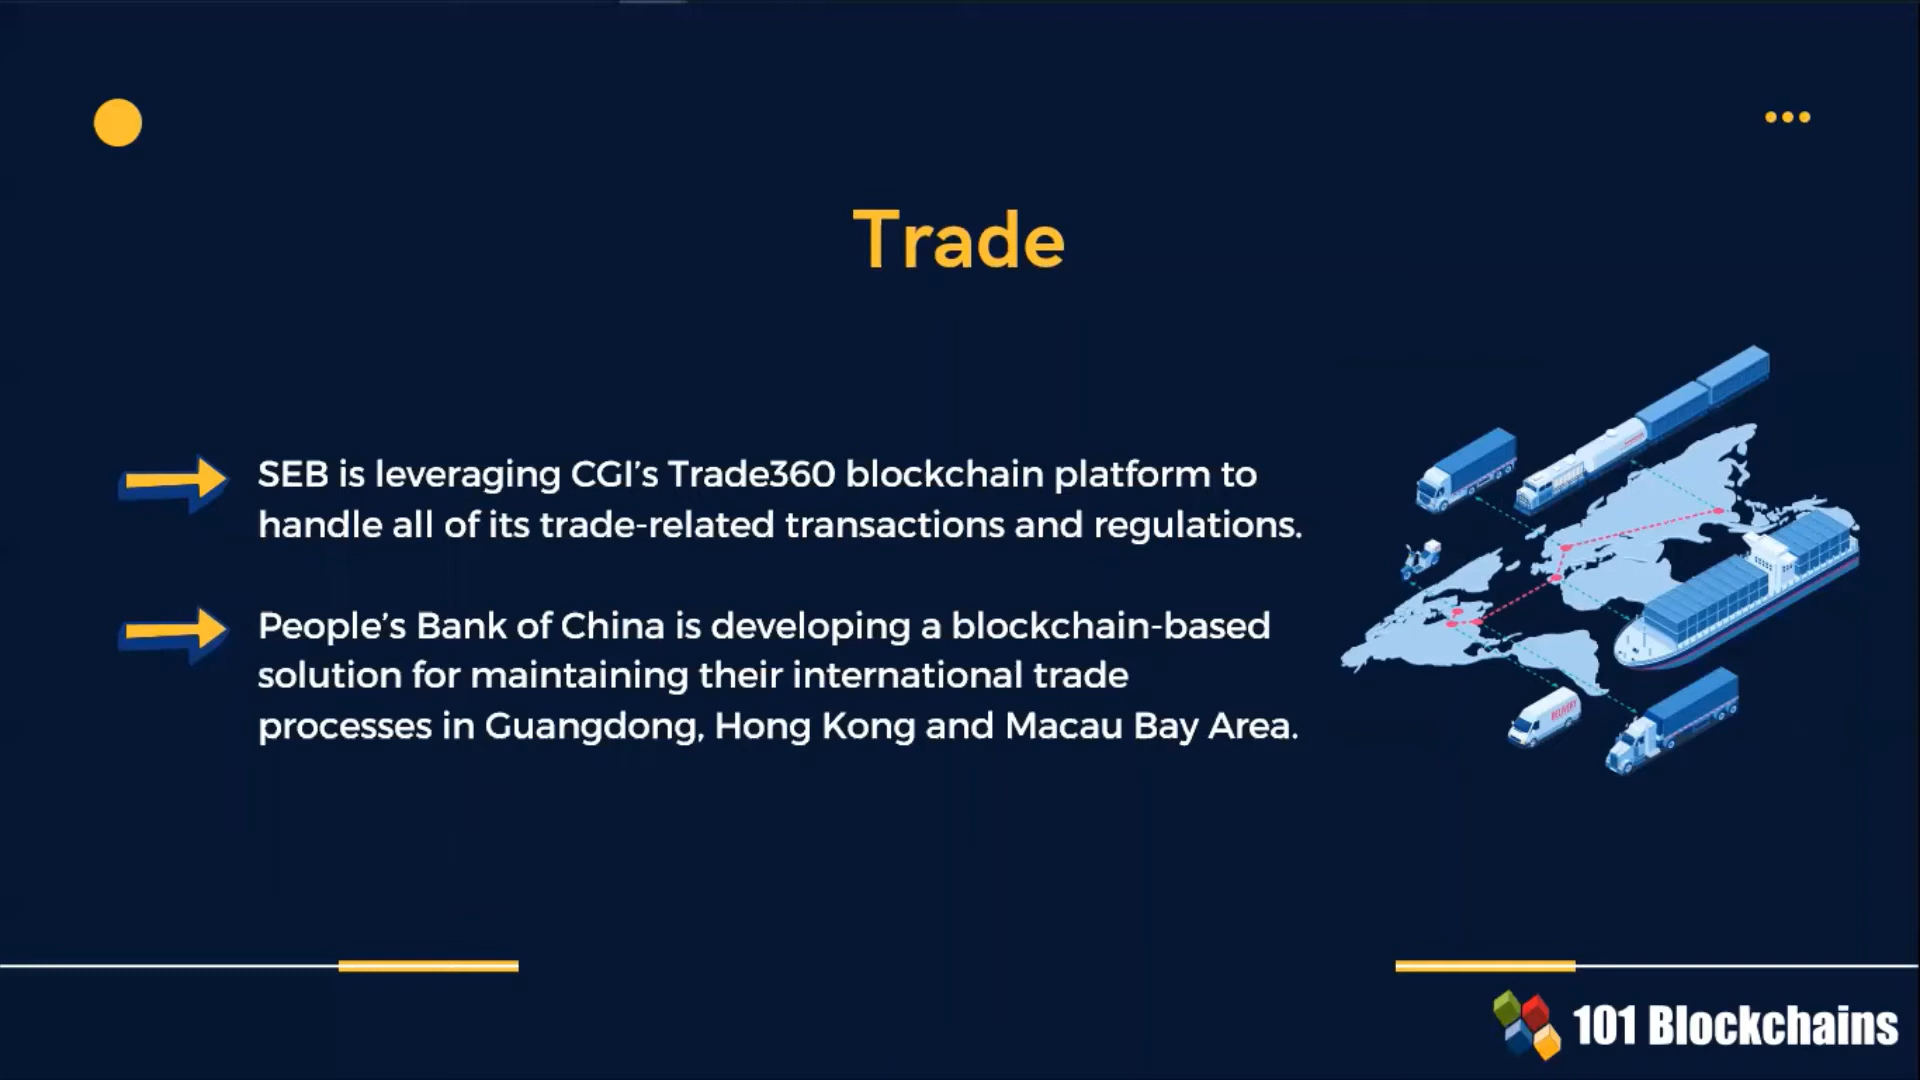 Trade
SEB is leveraging CGI’s Trade360 blockchain platform to
handle all of its trade-related transactions and regulations.
People’s Bank of China is developing a blockchain-based
solution for maintaining their international trade
processes in Guangdong, Hong Kong and Macau Bay Area.
DELIVERY
101 Blockchains